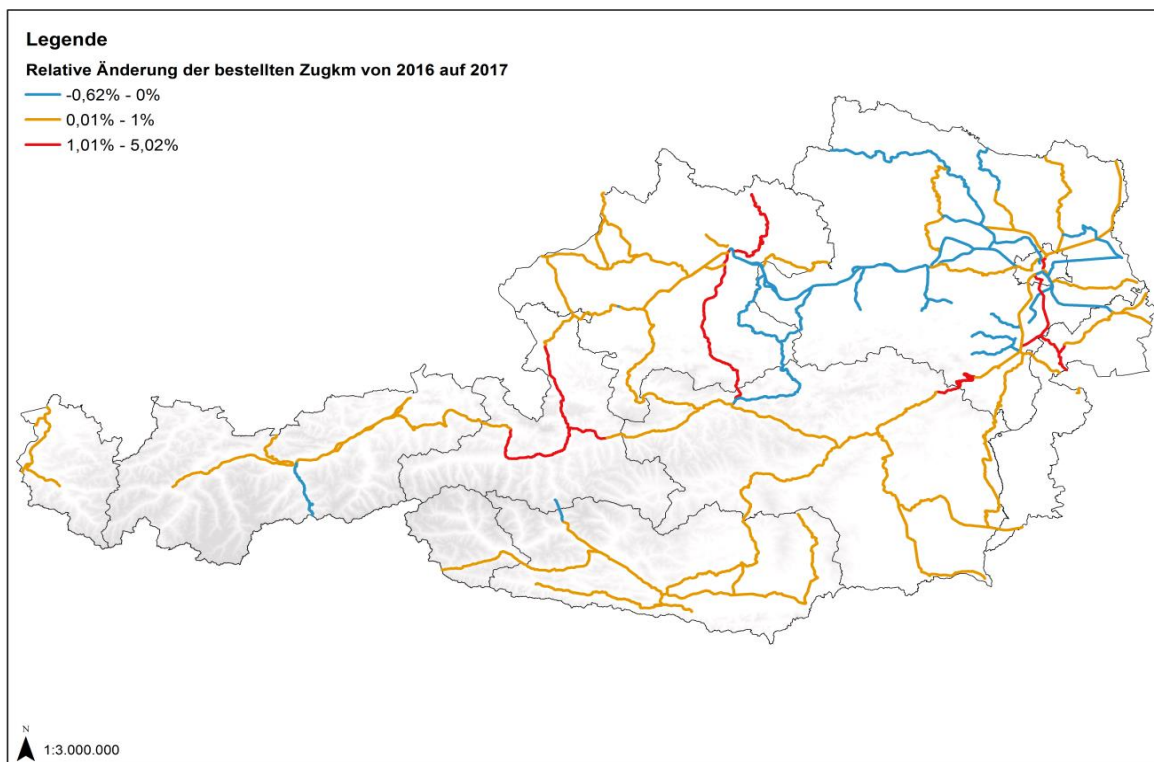 Legende
Relative Änderung der bestellten Zugkm von 2016 auf 2017
-0,62% - 0%
0,01% - 1%
1,01% - 5,02%
N
1:3.000.000